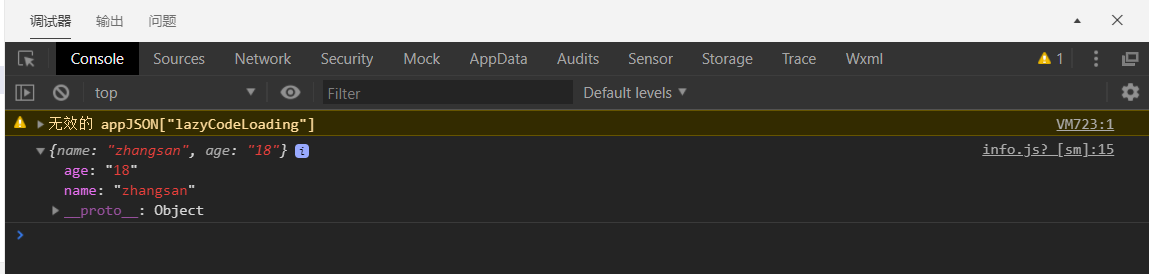 调试器 输出 问题
Console Sources Network Security Mock AppData Audits Sensor Storage Trace Wxml 1
top Filter Default levels
无效的 appJSON["lazyCodeLoading"] VM723:1
{name: "zhangsan", age: "18"} i info.js? [sm]:15
age: "18"
name: "zhangsan"
__proto__: Object